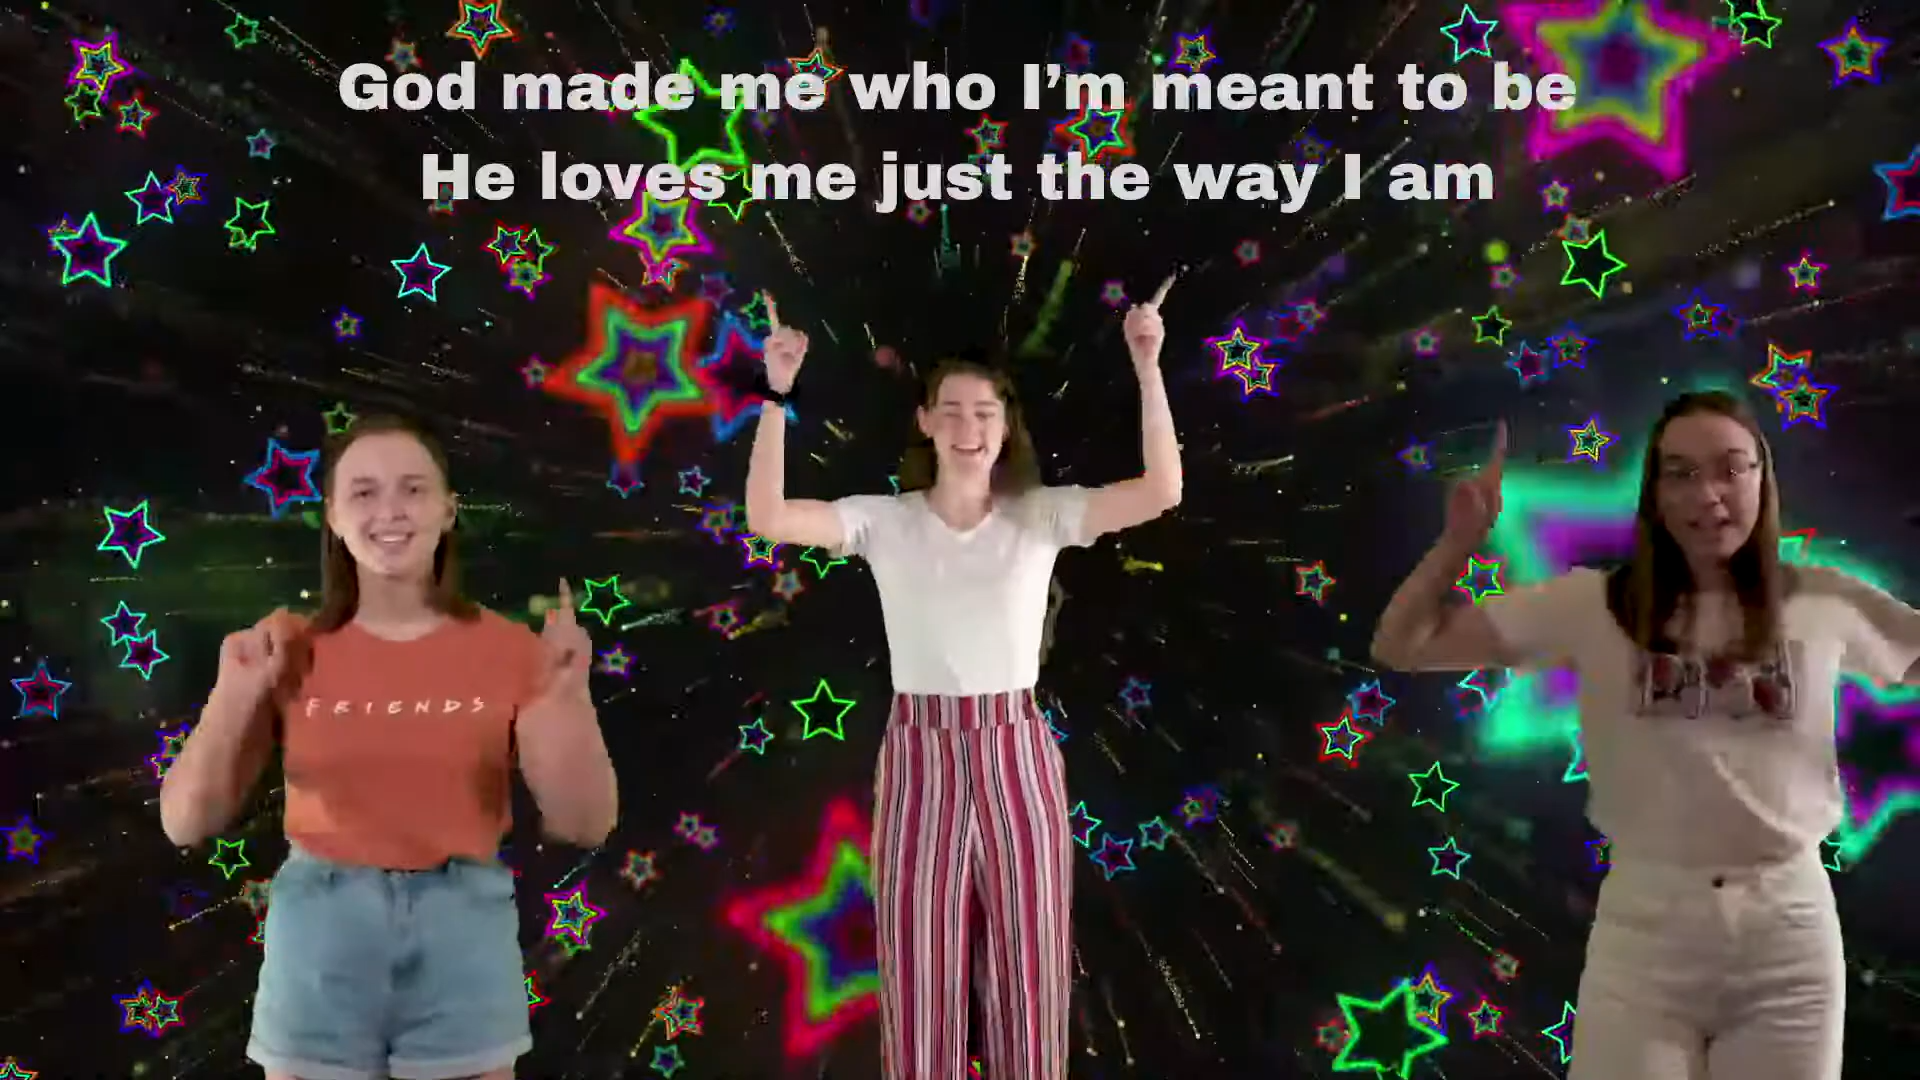 God made me who I’m meant to be
He loves me just the way I am
FRIENDS